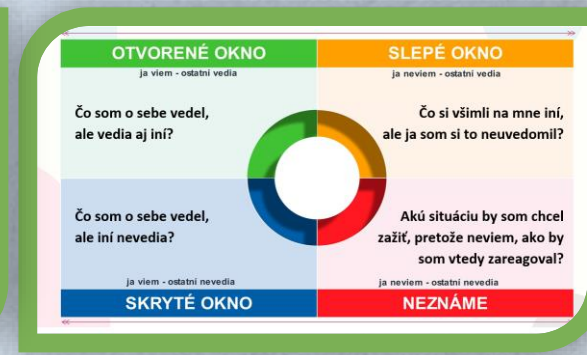 OTVORENÉ OKNO
ja viem - ostatní vedia
Čo som o sebe vedel,
ale vedia aj iní?
SLEPÉ OKNO
ja neviem - ostatní vedia
Čo si všimli na mne iní,
ale ja som si to neuvedomil?
Čo som o sebe vedel,
ale iní nevedia?
ja viem - ostatní nevedia
SKRYTÉ OKNO
Akú situáciu by som chcel
zažiť, pretože neviem, ako by
som vtedy zareagoval?
ja neviem - ostatní nevedia
NEZNÁME